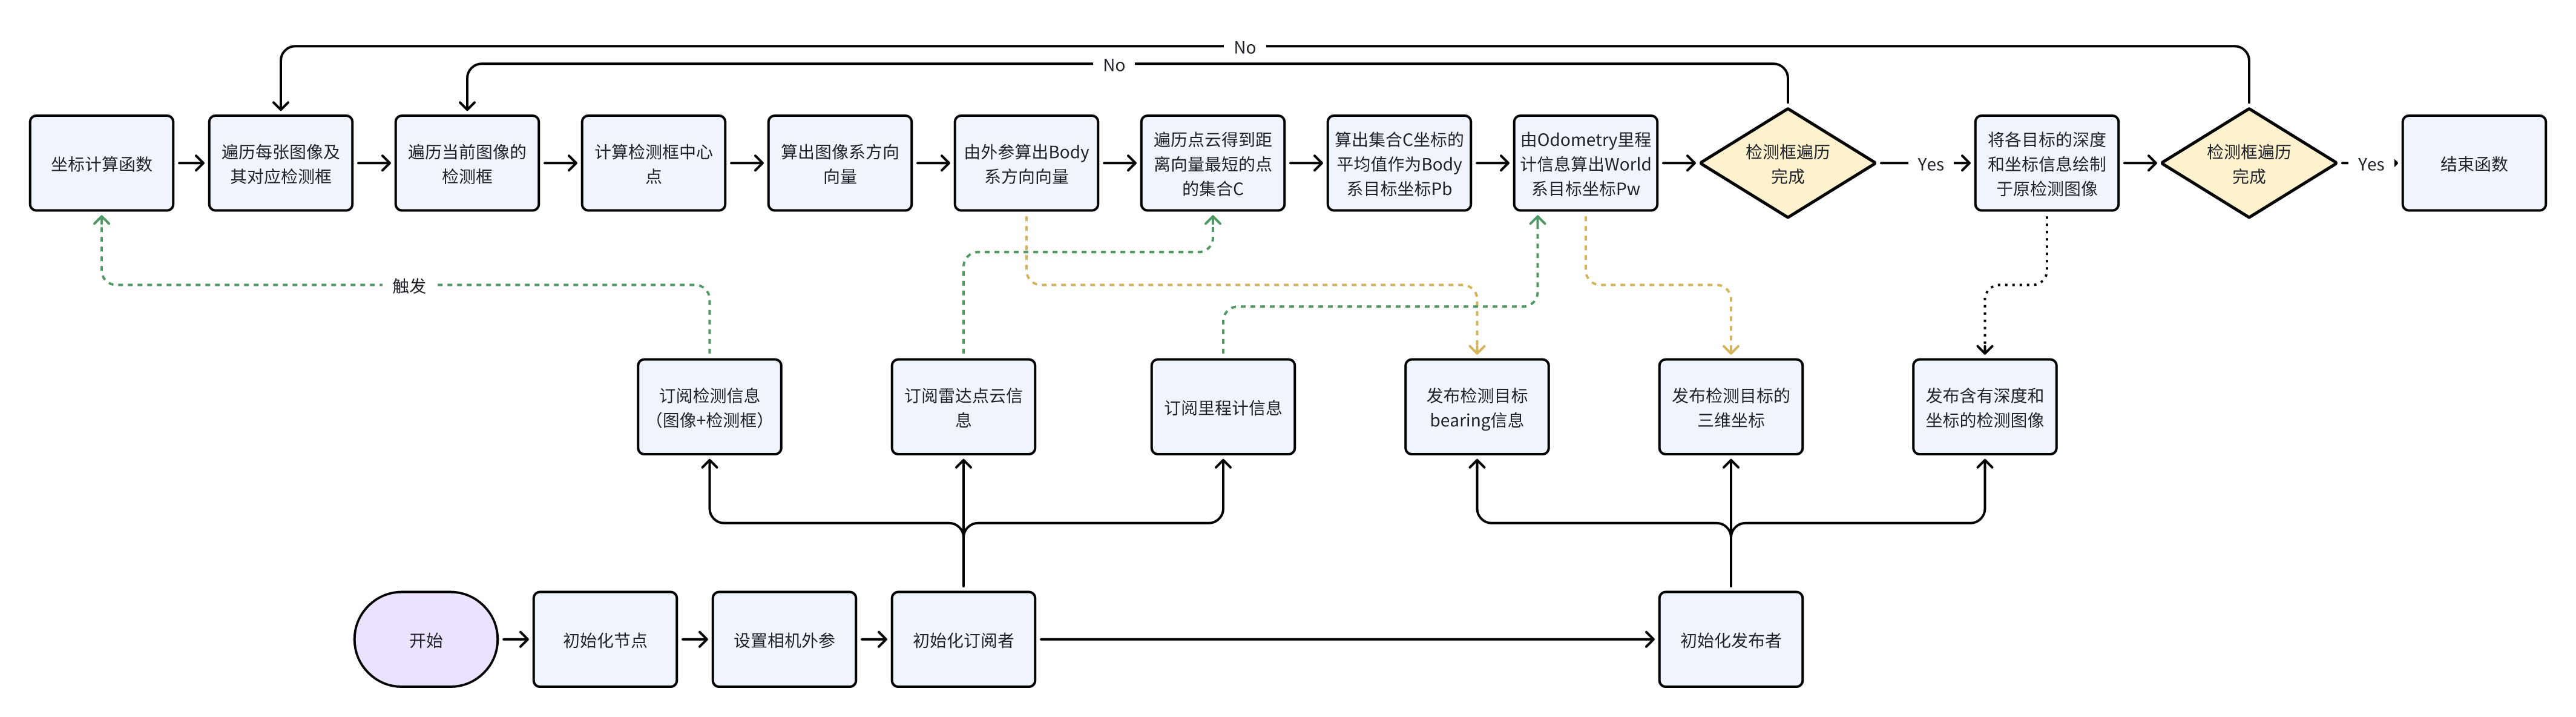 No
No
坐标计算函数
遍历每张图像及
其对应检测框
遍历当前图像的
检测框
计算检测框中心
点
算出图像系方向
向量
由外参算出Body
系方向向量
遍历点云得到距
离向量最短的点
的集合C
算出集合C坐标的
平均值作为Body
系目标坐标Pb
由Odometry里程
计信息算出World
系目标坐标Pw
检测框遍历
完成
Yes
将各目标的深度
和坐标信息绘制
于原检测图像
检测框遍历
完成
Yes
结束函数
触发
订阅检测信息
（图像+检测框）
订阅雷达点云信
息
订阅里程计信息
发布检测目标
bearing信息
发布检测目标的
三维坐标
发布含有深度和
坐标的检测图像
开始
初始化节点
设置相机外参
初始化订阅者
初始化发布者